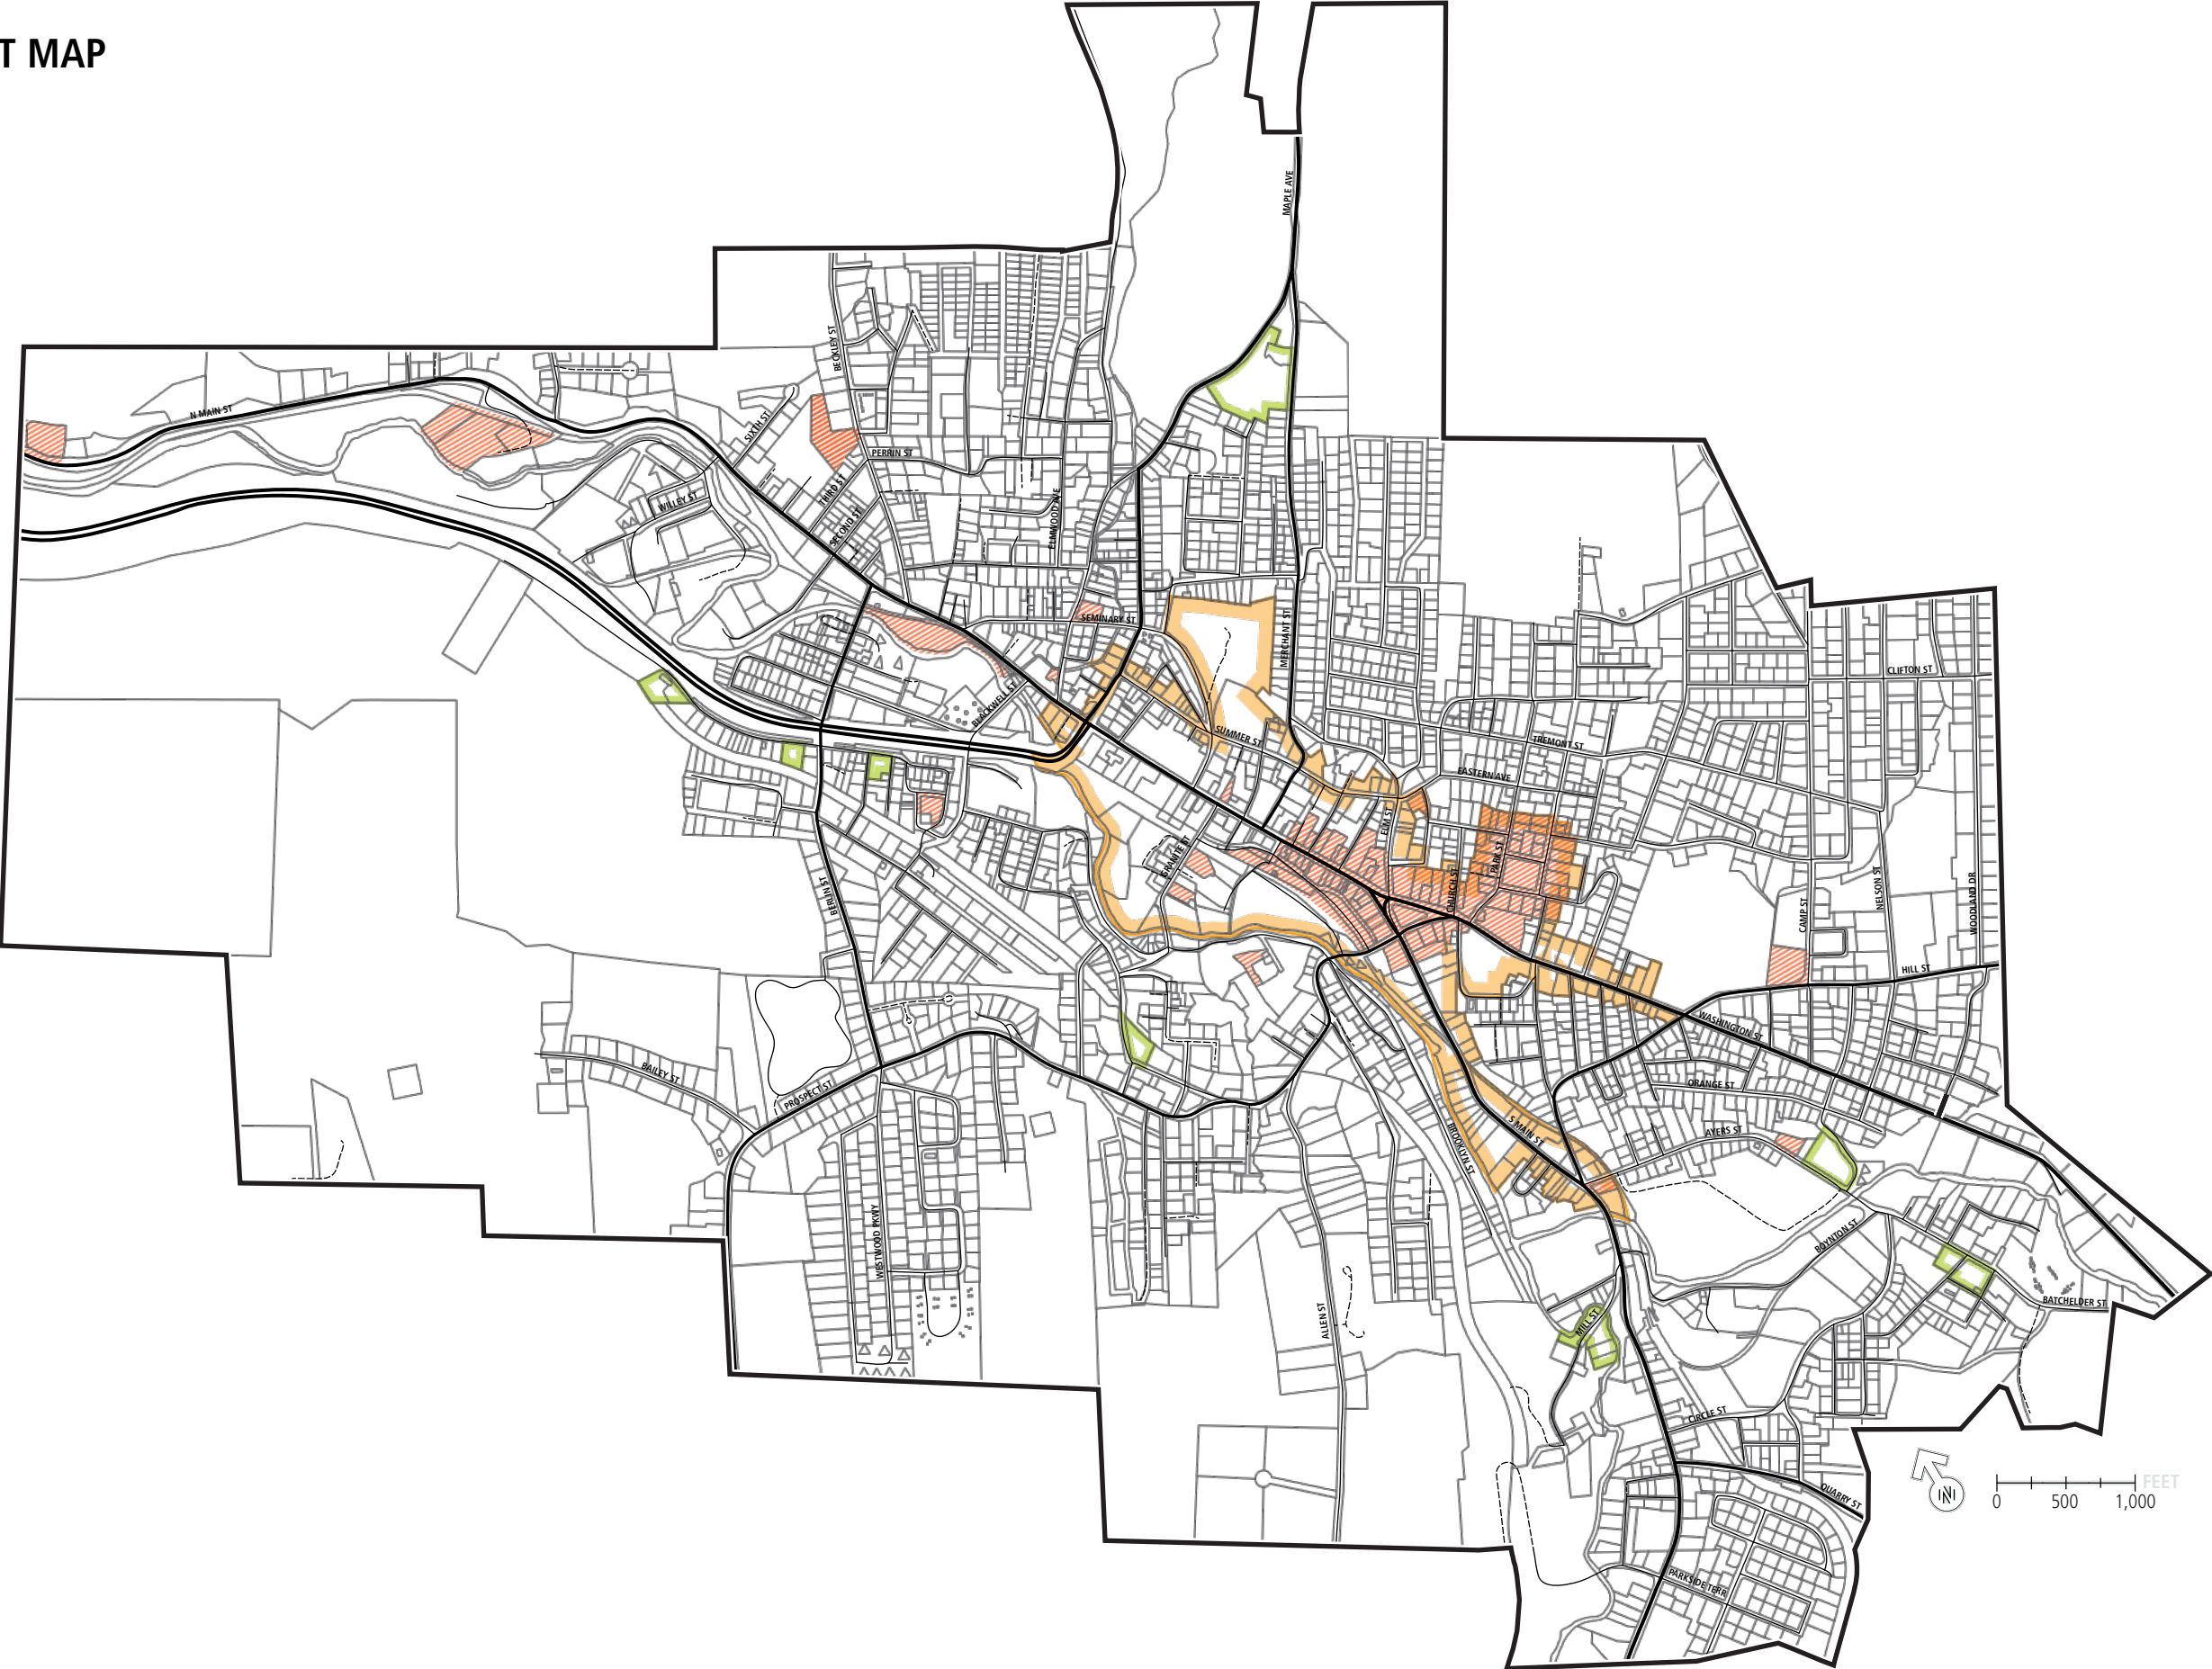 T MAP
MAPLE AVE
BECKLEY ST
N MAIN ST
SIXTH ST
PERRIN ST
THIRD ST
WILLEY ST
SECOND ST
ELMWOOD AVE
SEMINARY ST
MERCHANT ST
CLIFTON ST
BLACKWELL ST
SUMMER ST
TREMONT ST
EASTERN AVE
ELM ST
GRANITE ST
PARK ST
CHURCH ST
BERLIN ST
NELSON ST
WOODLAND DR
CAMP ST
HILL ST
WASHINGTON ST
BAILEY ST
PROSPECT ST
ORANGE ST
S MAIN ST
AYERS ST
BROOKLYN ST
WESTWOOD PKWY
BOYNTON ST
BATCHELDER ST
ALLEN ST
MILL ST
CIRCLE ST
QUARRY ST
N
FEET
0 500 1,000
PARKSIDE TERR